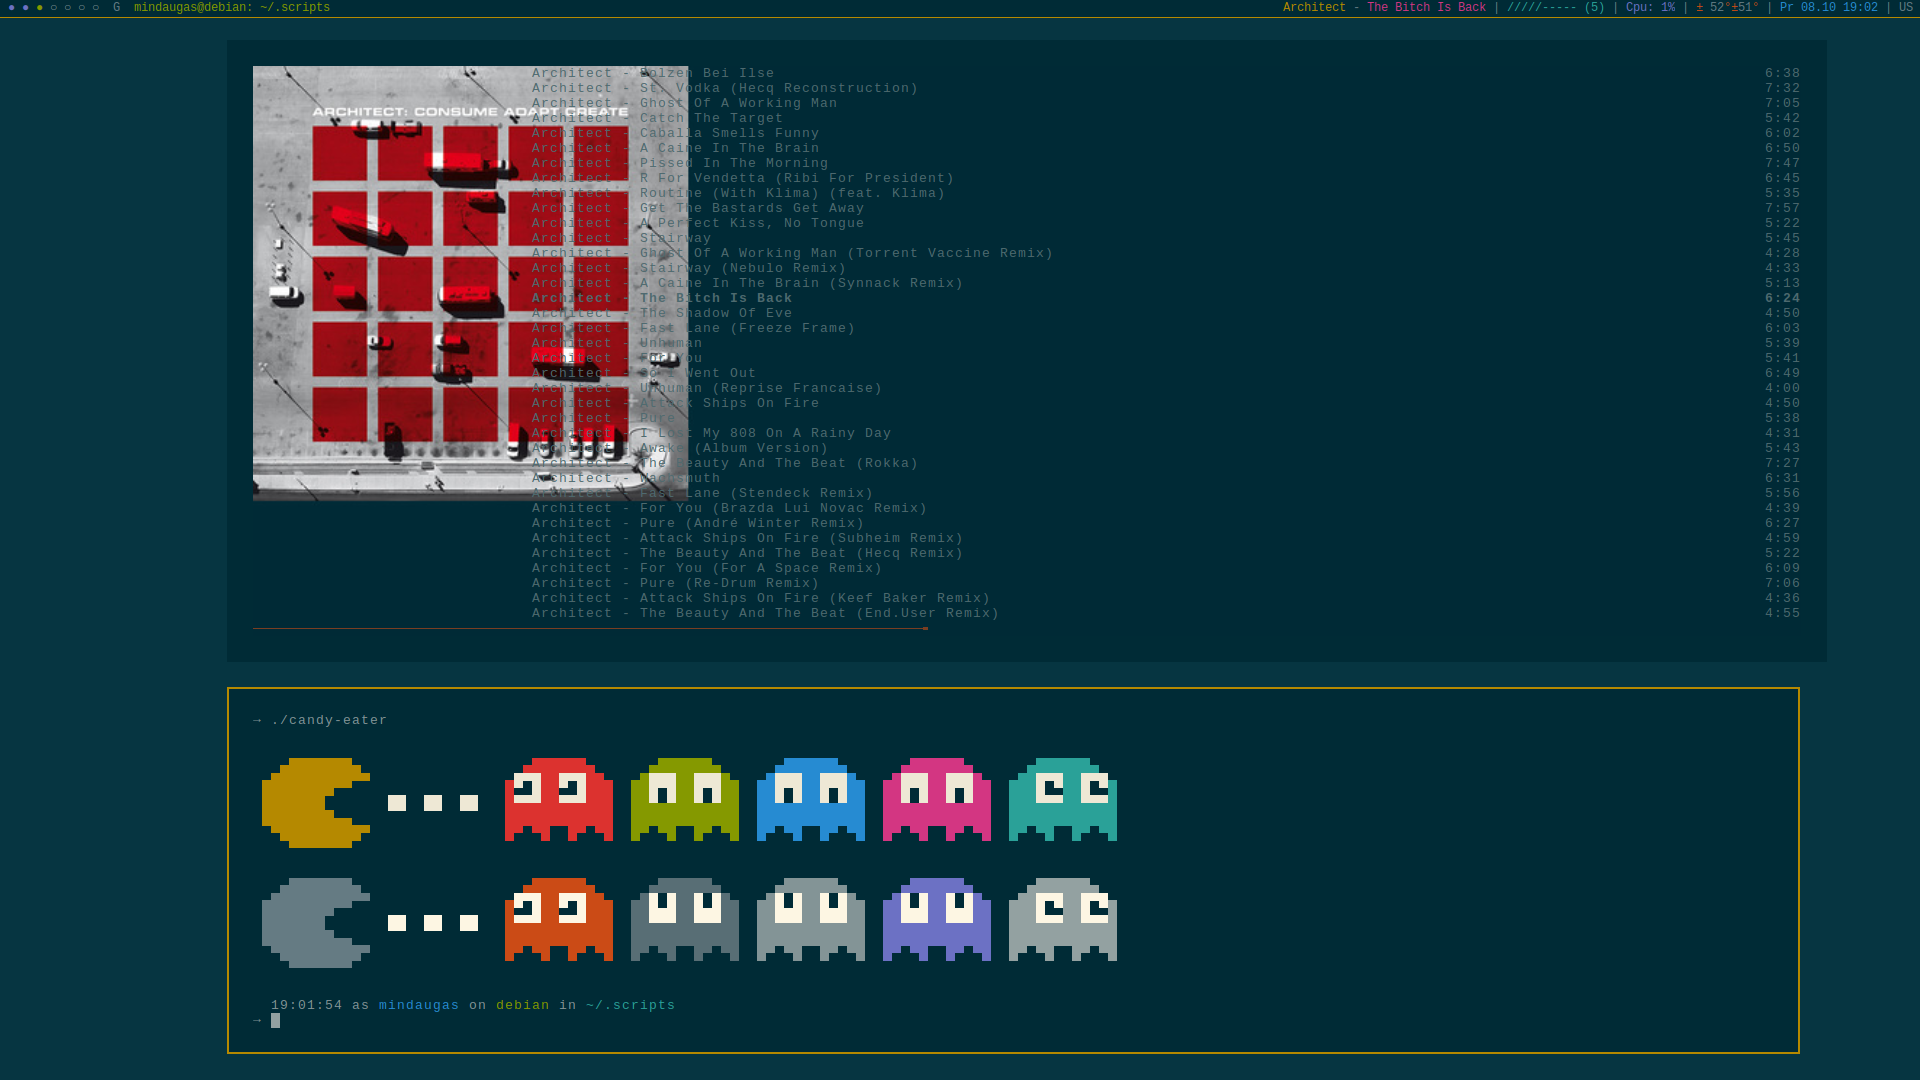 ● ● ● ○ ○ ○ ○ G mindaugas@debian: ~/.scripts
Architect - The Bitch Is Back | /////----- (5) | Cpu: 1% | ± 52°±51° | Pr 08.10 19:02 | US
ARCHITECT: CONSUME ADAPT CREATE
Architect - Bolzen Bei Ilse 6:38
Architect - St. Vodka (Hecq Reconstruction) 7:32
Architect - Ghost Of A Working Man 7:05
Architect - Catch The Target 5:42
Architect - Caballa Smells Funny 6:02
Architect - A Caine In The Brain 6:50
Architect - Pissed In The Morning 7:47
Architect - R For Vendetta (Ribi For President) 6:45
Architect - Routine (With Klima) (feat. Klima) 5:35
Architect - Get The Bastards Get Away 7:57
Architect - A Perfect Kiss, No Tongue 5:22
Architect - Stairway 5:45
Architect - Ghost Of A Working Man (Torrent Vaccine Remix) 4:28
Architect - Stairway (Nebulo Remix) 4:33
Architect - A Caine In The Brain (Synnack Remix) 5:13
Architect - The Bitch Is Back 6:24
Architect - The Shadow Of Eve 4:50
Architect - Fast Lane (Freeze Frame) 6:03
Architect - Unhuman 5:39
Architect - For You 5:41
Architect - I Went Out 6:49
Architect - Unhuman (Reprise Francaise) 4:00
Architect - Attack Ships On Fire 4:50
Architect - Pure 5:38
Architect - I Lost My 808 On A Rainy Day 4:31
Architect - Awake (Album Version) 5:43
Architect - The Beauty And The Beat (Rokka) 7:27
Architect - 6:31
Architect - Fast Lane (Stendeck Remix) 5:56
Architect - For You (Brazda Lui Novac Remix) 4:39
Architect - Pure (André Winter Remix) 6:27
Architect - Attack Ships On Fire (Subheim Remix) 4:59
Architect - The Beauty And The Beat (Hecq Remix) 5:22
Architect - For You (For A Space Remix) 6:09
Architect - Pure (Re-Drum Remix) 7:06
Architect - Attack Ships On Fire (Keef Baker Remix) 4:36
Architect - The Beauty And The Beat (End.User Remix) 4:55
→ ./candy-eater
19:01:54 as mindaugas on debian in ~/.scripts
→